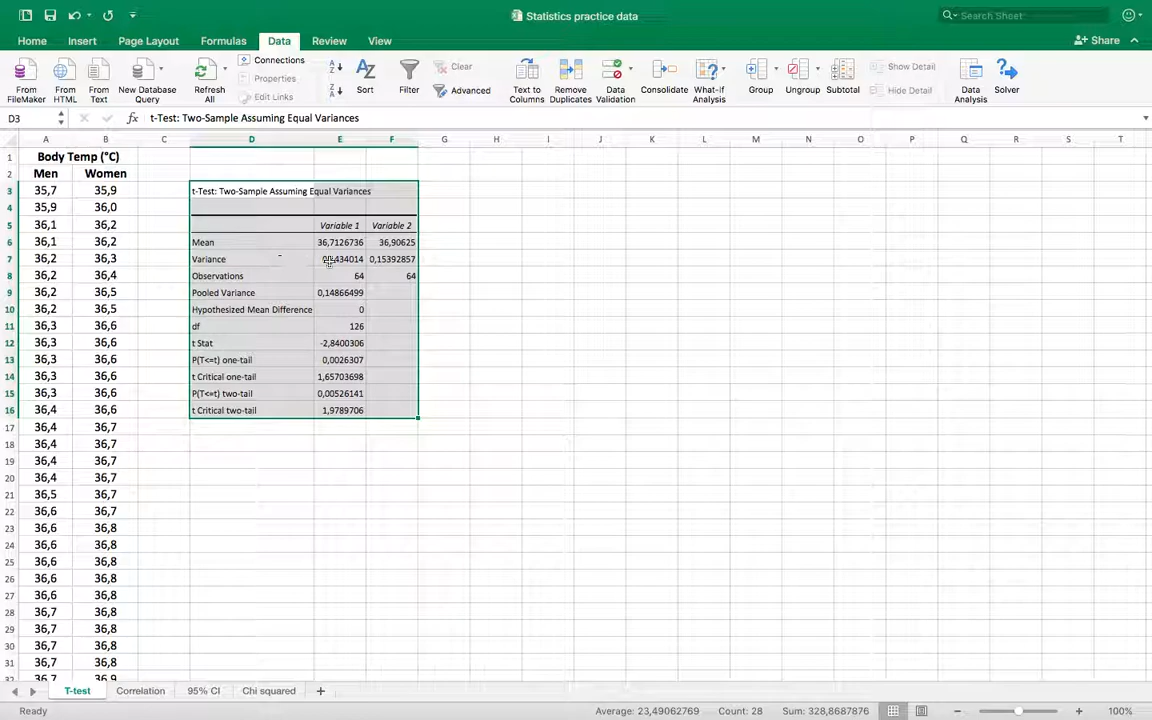 Statistics practice data
Search Sheet
Home Insert Page Layout Formulas Data Review View
Share
From FileMaker
From HTML
From Text
New Database Query
Refresh All
Connections
Properties
Edit Links
Sort
Filter
Clear
Advanced
Text to Columns
Remove Duplicates
Data Validation
Consolidate
What-If Analysis
Group
Ungroup
Subtotal
Show Detail
Hide Detail
Data Analysis
Solver
D3 fx t-Test: Two-Sample Assuming Equal Variances
A B C D E F G H I J K L M N O P Q R S T
1 Body Temp (°C)
2 Men Women
3 35,7 35,9 t-Test: Two-Sample Assuming Equal Variances
4 35,9 36,0
5 36,1 36,2 Variable 1 Variable 2
6 36,1 36,2 Mean 36,7126736 36,90625
7 36,2 36,3 Variance 0,15392857
8 36,2 36,4 Observations 64 64
9 36,2 36,5 Pooled Variance 0,14866499
10 36,2 36,5 Hypothesized Mean Difference 0
11 36,3 36,6 df 126
12 36,3 36,6 t Stat -2,8400306
13 36,3 36,6 P(T<=t) one-tail 0,0026307
14 36,3 36,6 t Critical one-tail 1,65703698
15 36,3 36,6 P(T<=t) two-tail 0,00526141
16 36,4 36,6 t Critical two-tail 1,9789706
17 36,4 36,7
18 36,4 36,7
19 36,4 36,7
20 36,4 36,7
21 36,5 36,7
22 36,6 36,7
23 36,6 36,8
24 36,6 36,8
25 36,6 36,8
26 36,6 36,8
27 36,6 36,8
28 36,7 36,8
29 36,7 36,8
30 36,7 36,8
31 36,7 36,8
36,7 36,9
T-test Correlation 95% CI Chi squared
Ready Average: 23,49062769 Count: 28 Sum: 328,8687876 100%